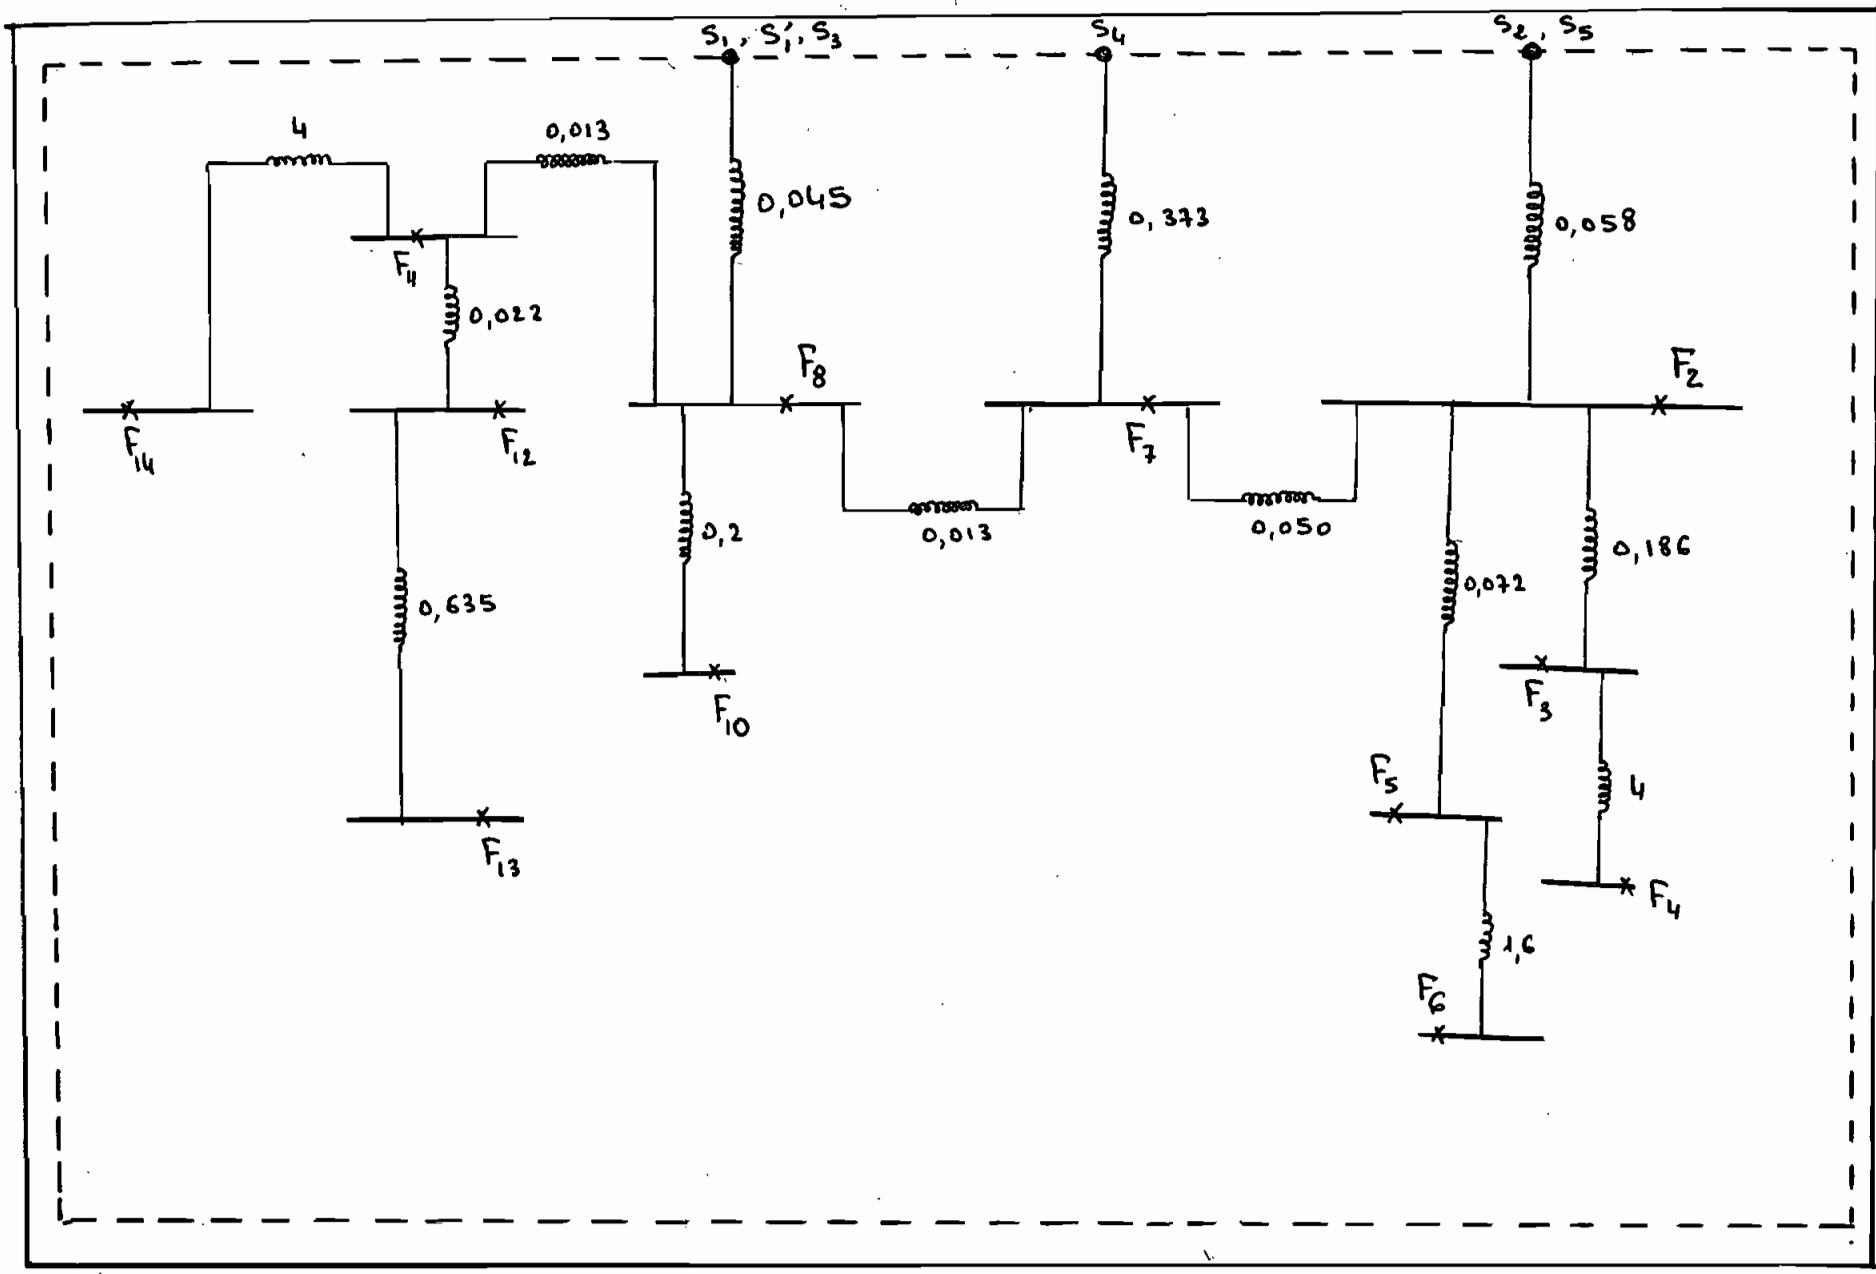 S₁, S₁', S₃
S₄
S₂, S₅
4
0,013
0,045
0,373
0,058
F₁₁
0,022
F₈
F₂
F₁₄
F₁₂
F₇
0,2
0,013
0,050
0,072
0,186
0,635
F₁₀
F₃
F₅
4
F₁₃
F₄
1,6
F₆